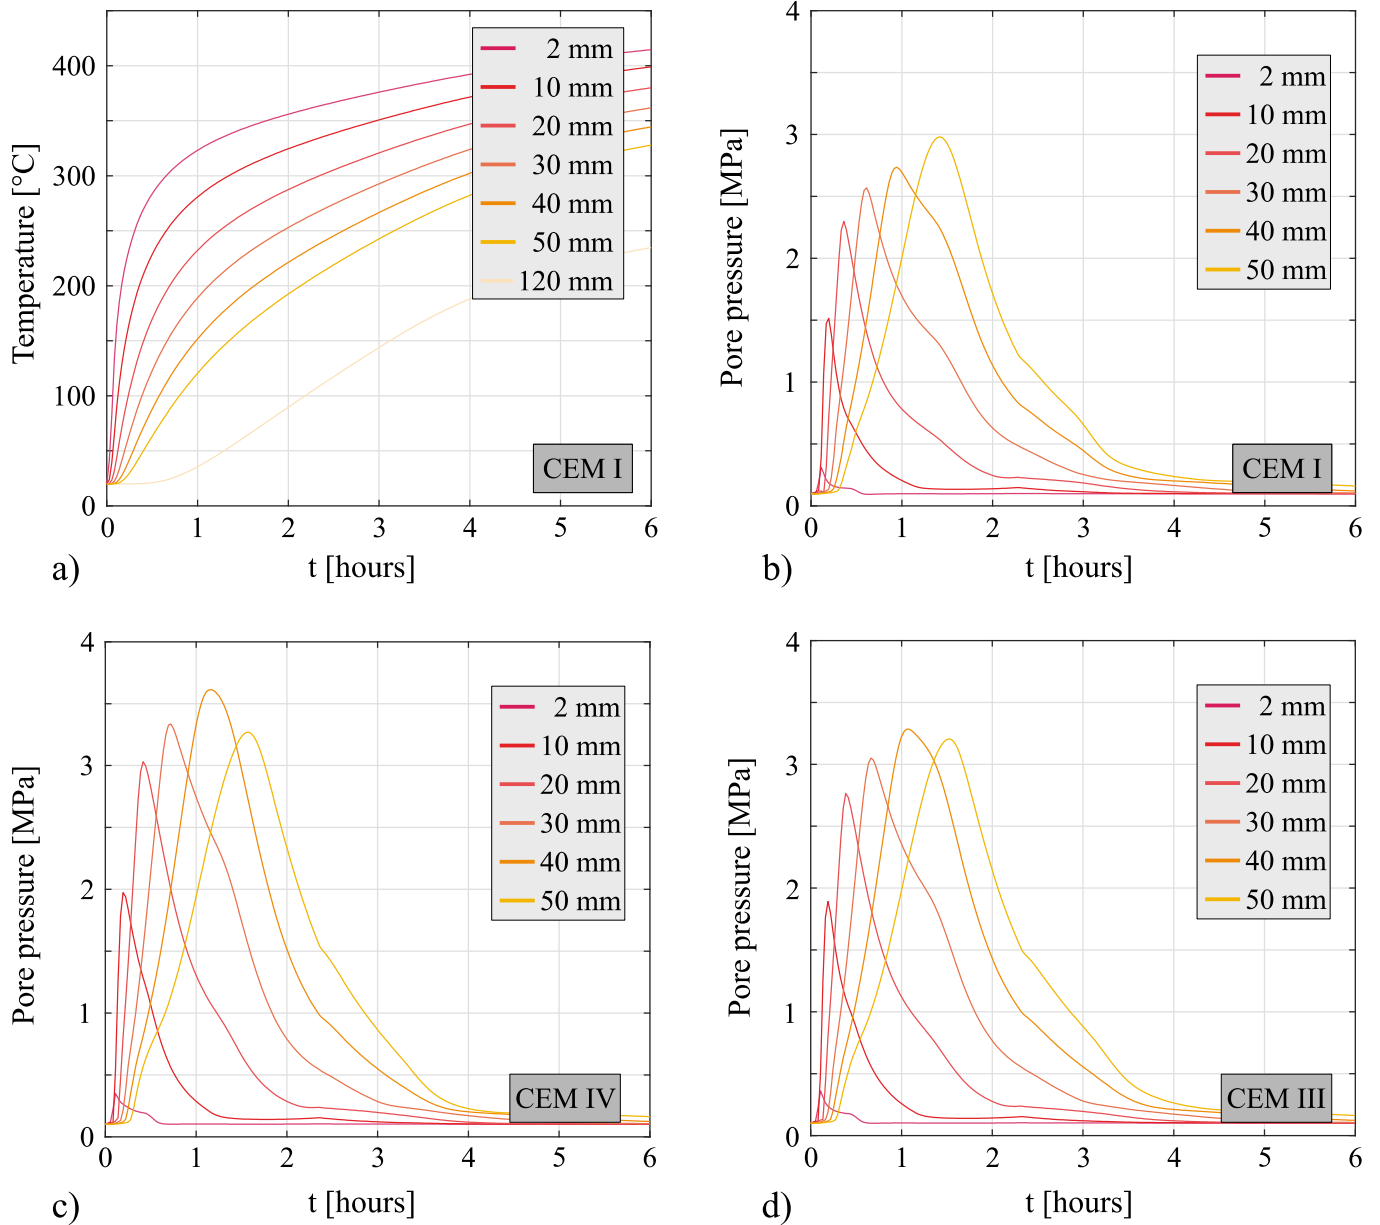 Temperature [°C]
400
300
200
100
0
0 1 2 3 4 5 6
t [hours]
2 mm
10 mm
20 mm
30 mm
40 mm
50 mm
120 mm
CEM I
a)
Pore pressure [MPa]
4
3
2
1
0
0 1 2 3 4 5 6
t [hours]
2 mm
10 mm
20 mm
30 mm
40 mm
50 mm
CEM I
b)
Pore pressure [MPa]
4
3
2
1
0
0 1 2 3 4 5 6
t [hours]
2 mm
10 mm
20 mm
30 mm
40 mm
50 mm
CEM IV
c)
Pore pressure [MPa]
4
3
2
1
0
0 1 2 3 4 5 6
t [hours]
2 mm
10 mm
20 mm
30 mm
40 mm
50 mm
CEM III
d)